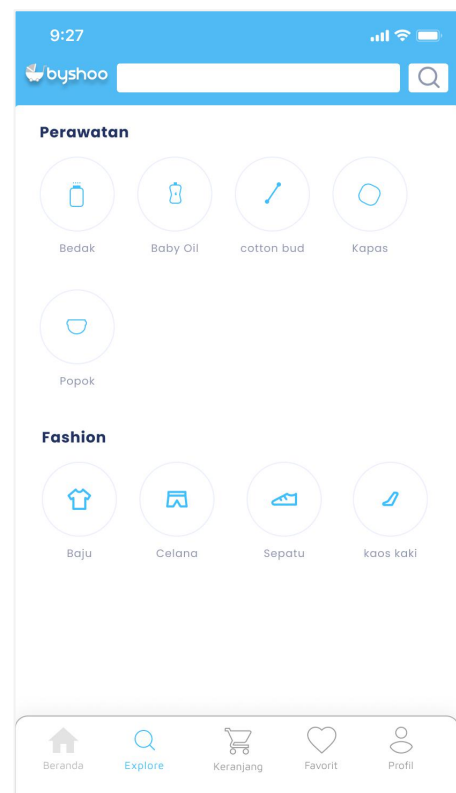 9:27
byshoo
Perawatan
Bedak Baby Oil cotton bud Kapas
Popok
Fashion
Baju Celana Sepatu kaos kaki
Beranda Explore Keranjang Favorit Profil